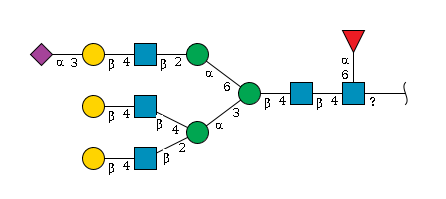 α 3 β 4 β 2 α
α
6
6 β 4 β 4 ?
β 4 β 4 α 3
β 4 β 2